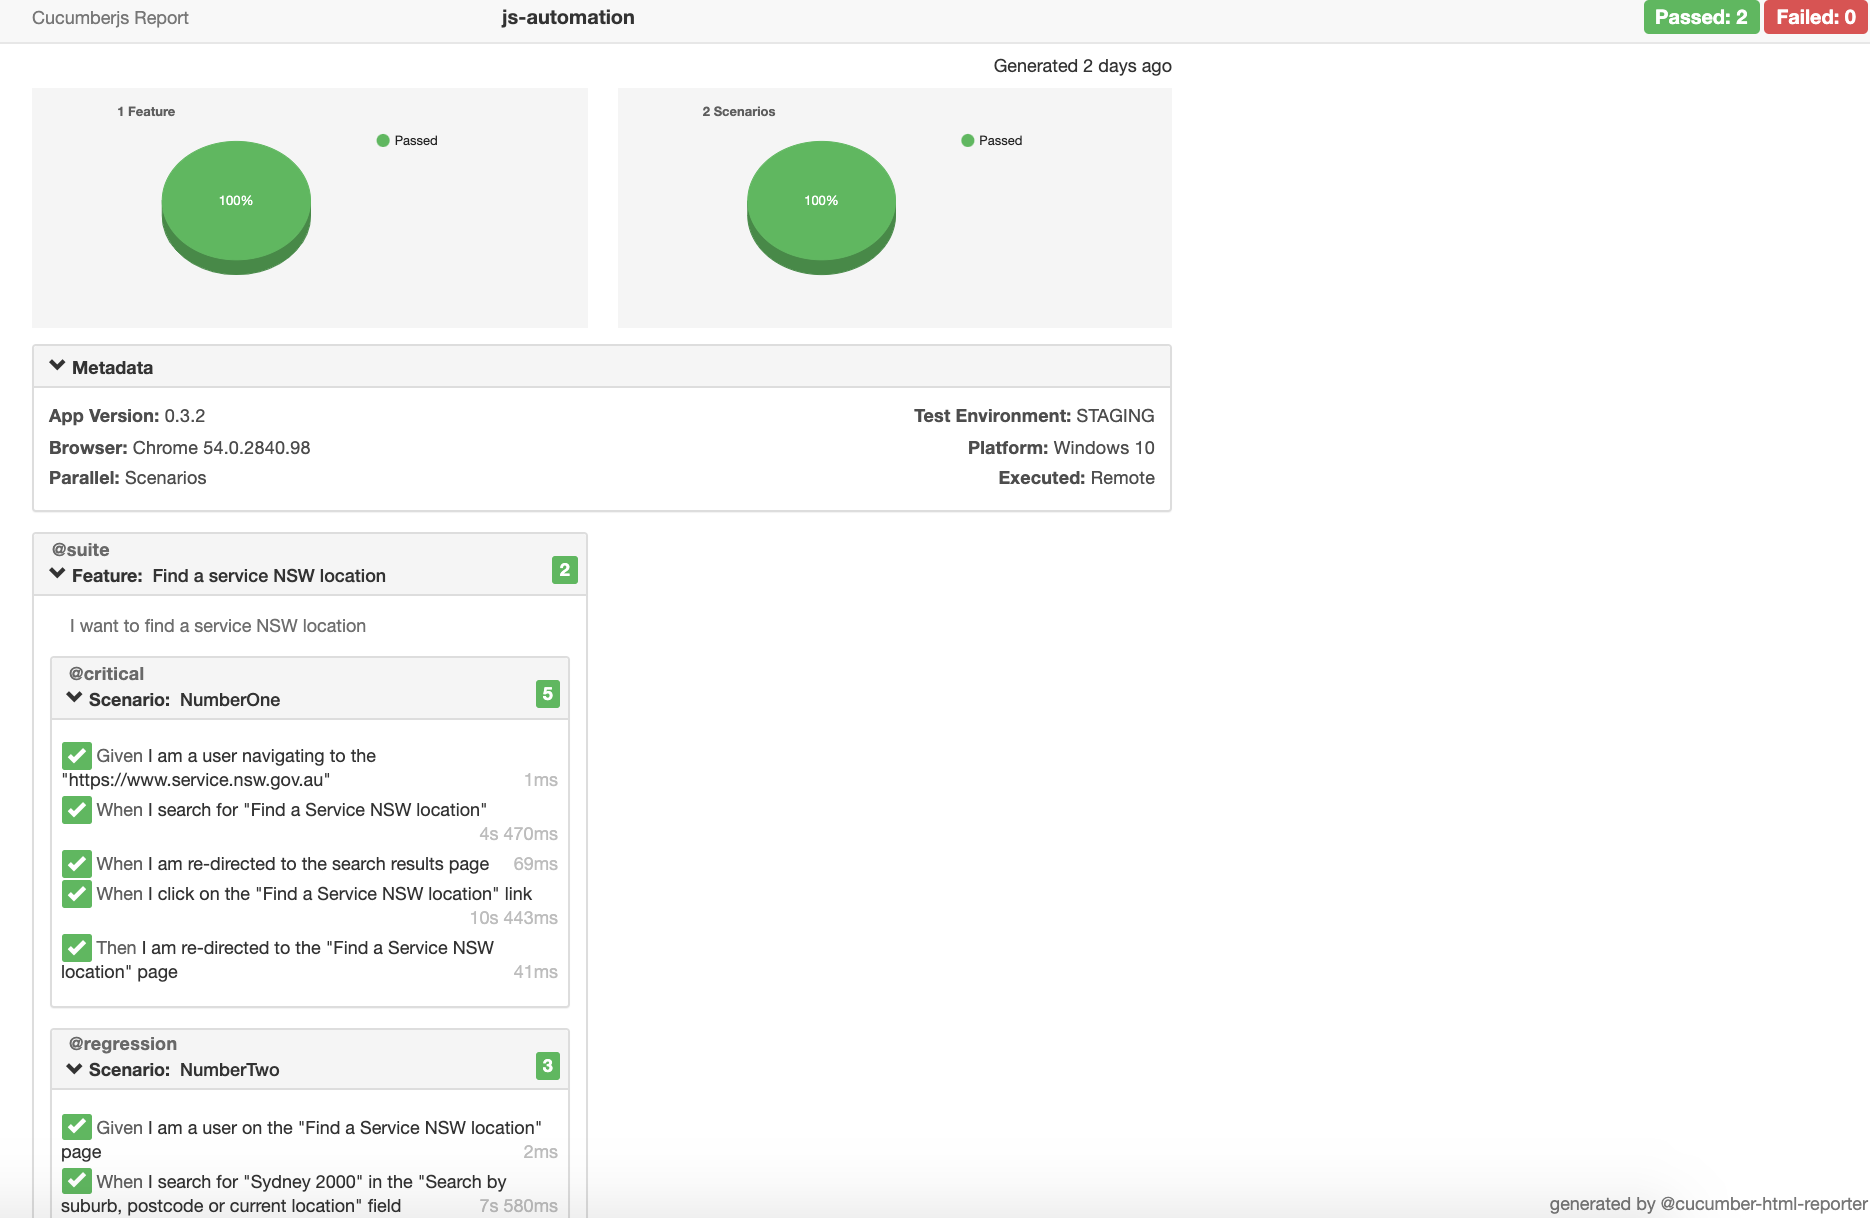 Cucumberjs Report
js-automation
Passed: 2
Failed: 0
Generated 2 days ago
1 Feature
Passed
100%
2 Scenarios
Passed
100%
Metadata
App Version: 0.3.2
Test Environment: STAGING
Browser: Chrome 54.0.2840.98
Platform: Windows 10
Parallel: Scenarios
Executed: Remote
@suite
Feature: Find a service NSW location
2
I want to find a service NSW location
@critical
Scenario: NumberOne
5
Given I am a user navigating to the
"https://www.service.nsw.gov.au"
1ms
When I search for "Find a Service NSW location"
4s 470ms
When I am re-directed to the search results page
69ms
When I click on the "Find a Service NSW location" link
10s 443ms
Then I am re-directed to the "Find a Service NSW
location" page
41ms
@regression
Scenario: NumberTwo
3
Given I am a user on the "Find a Service NSW location"
page
2ms
When I search for "Sydney 2000" in the "Search by
suburb, postcode or current location" field
7s 580ms
generated by @cucumber-html-reporter